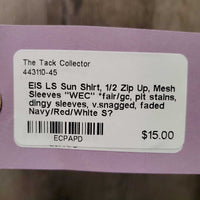 The Tack Collector
443110-45
EIS LS Sun Shirt, 1/2 Zip Up, Mesh
Sleeves "WEC" *fair/gc, pit stains,
dingy sleeves, v.snagged, faded
Navy/Red/White S?
$15.00
ECPAPD